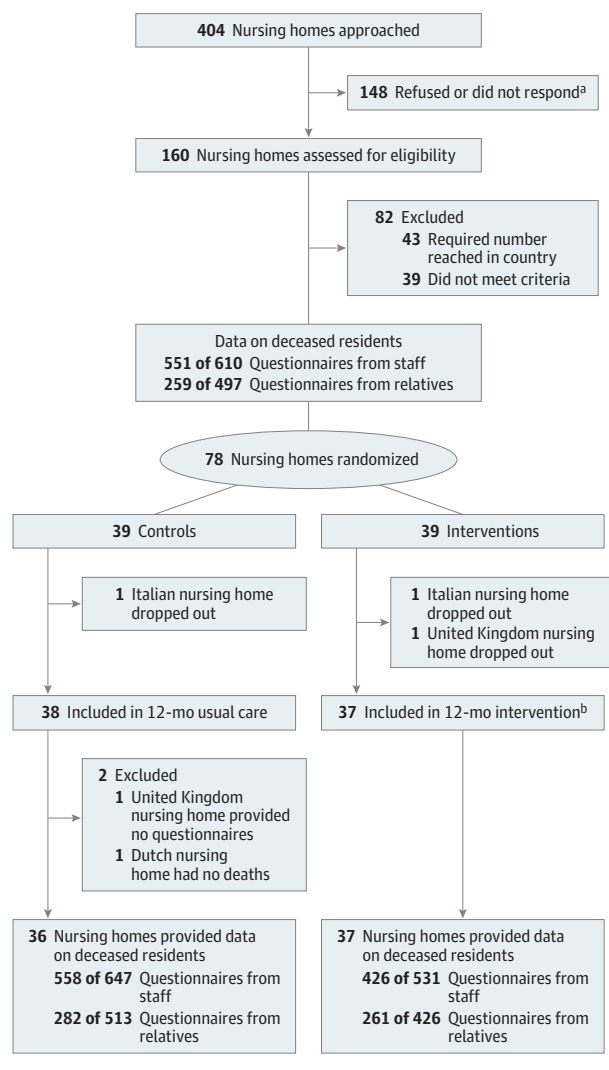 404 Nursing homes approached
148 Refused or did not respondᵃ
160 Nursing homes assessed for eligibility
82 Excluded
43 Required number
reached in country
39 Did not meet criteria
Data on deceased residents
551 of 610 Questionnaires from staff
259 of 497 Questionnaires from relatives
78 Nursing homes randomized
39 Controls
39 Interventions
1 Italian nursing home
dropped out
1 Italian nursing home
dropped out
1 United Kingdom nursing
home dropped out
38 Included in 12-mo usual care
37 Included in 12-mo interventionᵇ
2 Excluded
1 United Kingdom
nursing home provided
no questionnaires
1 Dutch nursing
home had no deaths
36 Nursing homes provided data
on deceased residents
558 of 647 Questionnaires from
staff
282 of 513 Questionnaires from
relatives
37 Nursing homes provided data
on deceased residents
426 of 531 Questionnaires from
staff
261 of 426 Questionnaires from
relatives